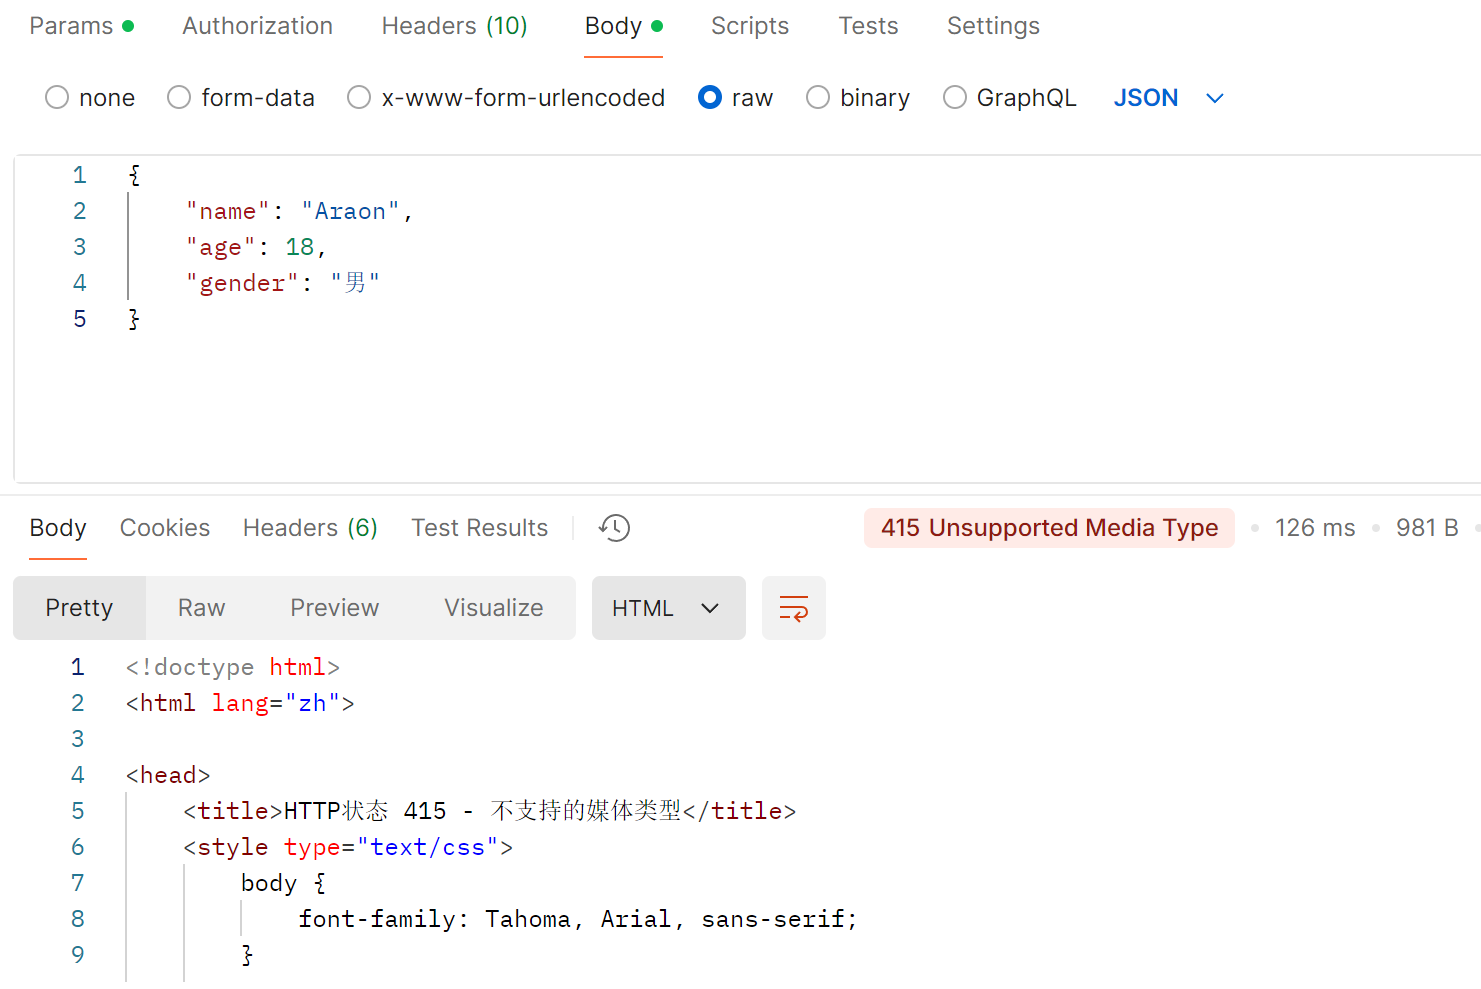 Params Authorization Headers (10) Body Scripts Tests Settings
none form-data x-www-form-urlencoded raw binary GraphQL JSON
1 {
2 "name": "Araon",
3 "age": 18,
4 "gender": "男"
5 }
Body Cookies Headers (6) Test Results 415 Unsupported Media Type 126 ms 981 B
Pretty Raw Preview Visualize HTML
1 <!doctype html>
2 <html lang="zh">
3
4 <head>
5 <title>HTTP状态 415 - 不支持的媒体类型</title>
6 <style type="text/css">
7 body {
8 font-family: Tahoma, Arial, sans-serif;
9 }